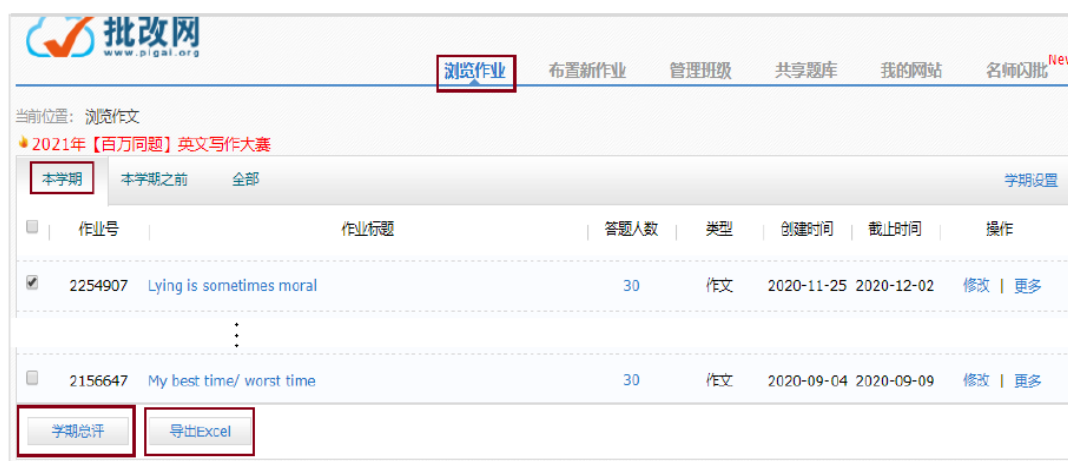 批改网
www.pigai.org
浏览作业 布置新作业 管理班级 共享题库 我的网站 名师闪批 New
当前位置: 浏览作文
2021年【百万同题】英文写作大赛
本学期 本学期之前 全部 学期设置
作业号 作业标题 答题人数 类型 创建时间 截止时间 操作
2254907 Lying is sometimes moral 30 作文 2020-11-25 2020-12-02 修改 | 更多
2156647 My best time/ worst time 30 作文 2020-09-04 2020-09-09 修改 | 更多
学期总评 导出Excel